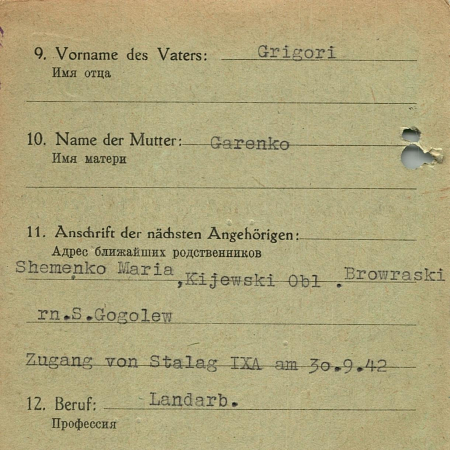 9. Vorname des Vaters: Grigori
Имя отца
10. Name der Mutter: Garenko
Имя матери
11. Anschrift der nächsten Angehörigen:
Адрес ближайших родственников
Shemenko Maria ,Kijewski Obl . Browraski
rn.S.Gogolew
Zugang von Stalag IXA am 30.9.42
12. Beruf: Landarb.
Профессия